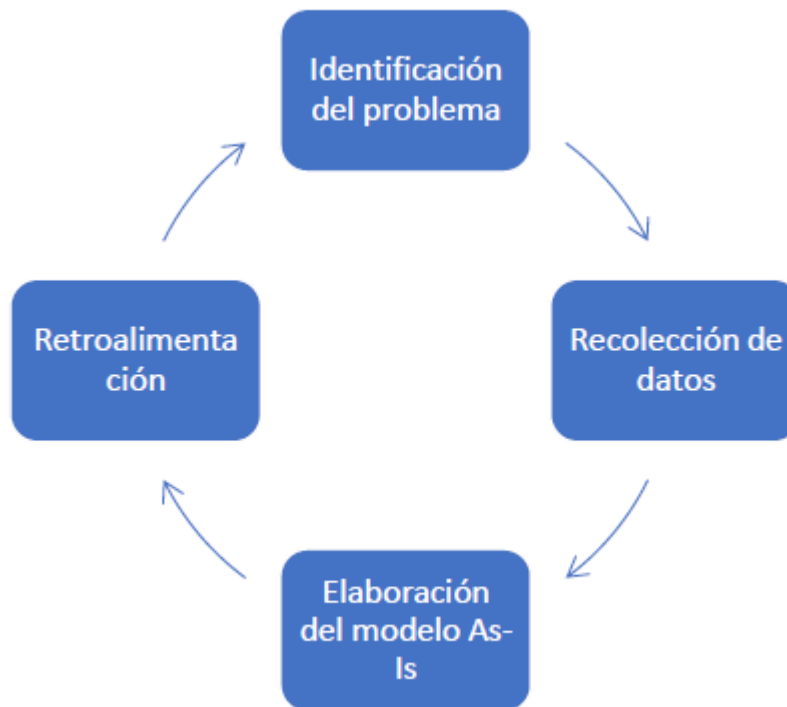 Identificación
del problema
Recolección de
datos
Elaboración
del modelo As-
Is
Retroalimenta
ción